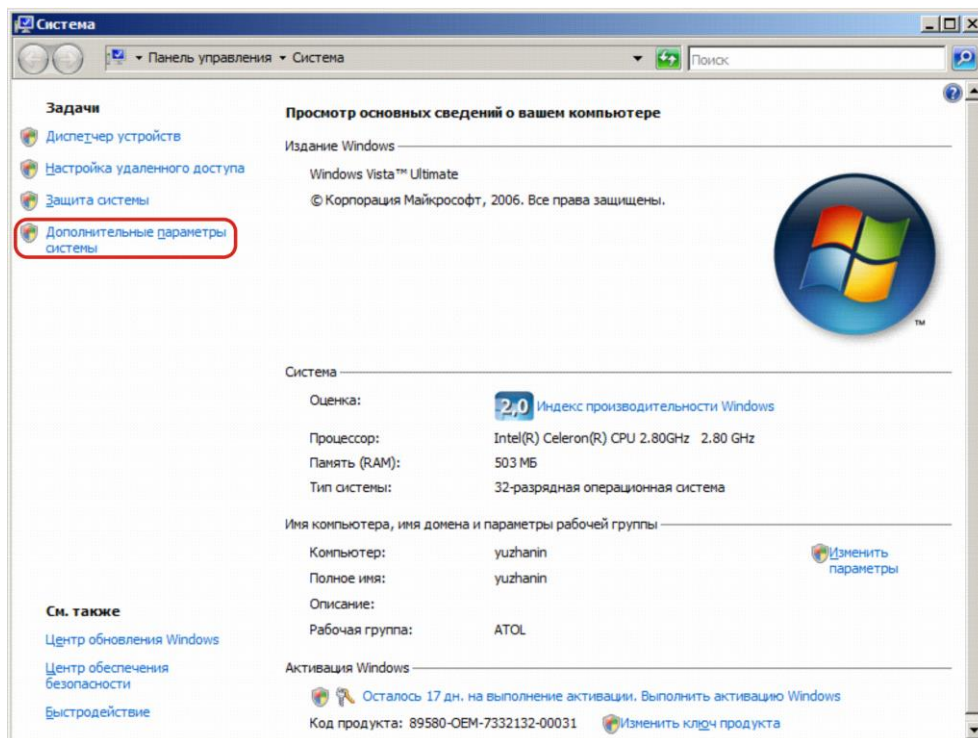 Система
Панель управления
Система
Поиск
Задачи
Диспетчер устройств
Настройка удаленного доступа
Защита системы
Дополнительные параметры
системы
Просмотр основных сведений о вашем компьютере
Издание Windows
Windows Vista™ Ultimate
© Корпорация Майкрософт, 2006. Все права защищены.
TM
Система
Оценка:
2,0 Индекс производительности Windows
Процессор:
Intel(R) Celeron(R) CPU 2.80GHz 2.80 GHz
Память (RAM):
503 МБ
Тип системы:
32-разрядная операционная система
Имя компьютера, имя домена и параметры рабочей группы
Компьютер:
yuzhanin
Изменить
параметры
Полное имя:
yuzhanin
Описание:
Рабочая группа:
ATOL
См. также
Центр обновления Windows
Центр обеспечения
безопасности
Быстродействие
Активация Windows
Осталось 17 дн. на выполнение активации. Выполнить активацию Windows
Код продукта: 89580-OEM-7332132-00031
Изменить ключ продукта